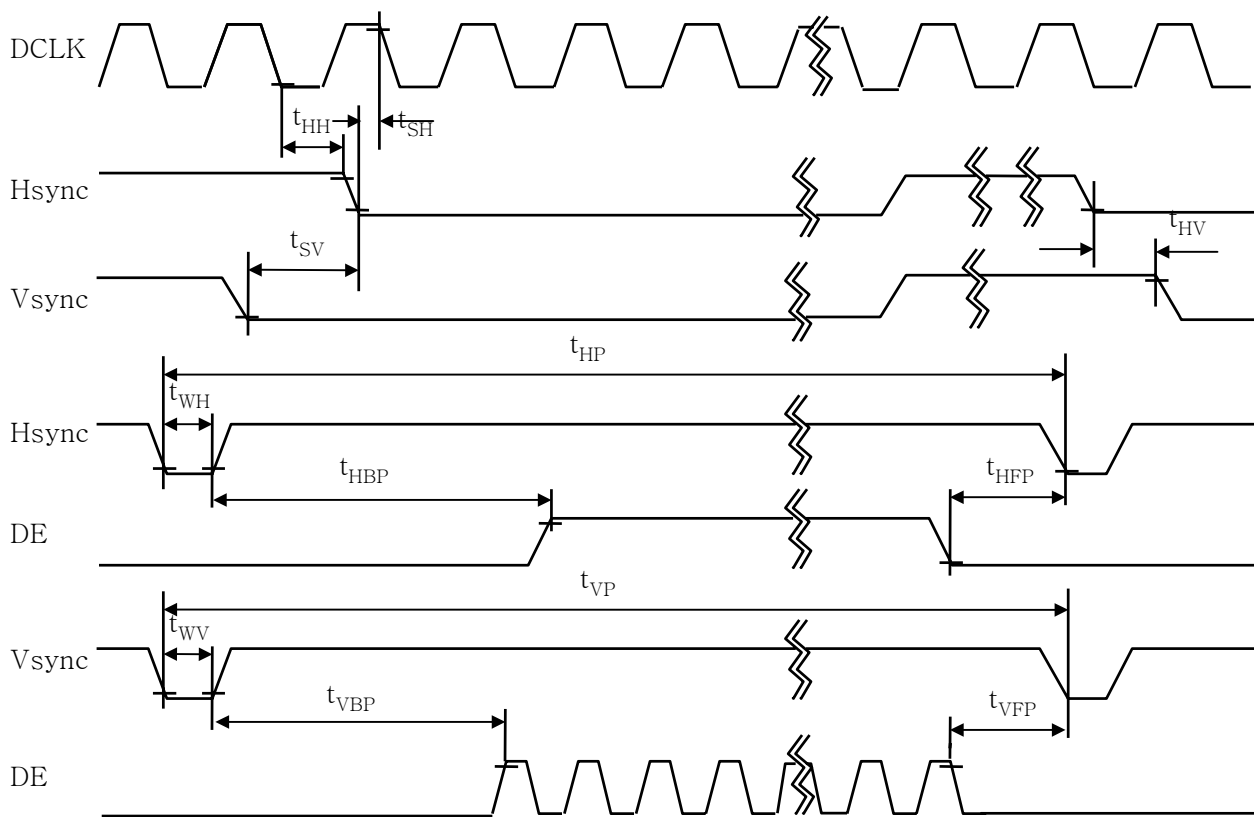 DCLK
tHH
tSH
Hsync
tHV
tSV
Vsync
tHP
tWH
Hsync
tHBP
tHFP
DE
tVP
tWV
Vsync
tVBP
tVFP
DE